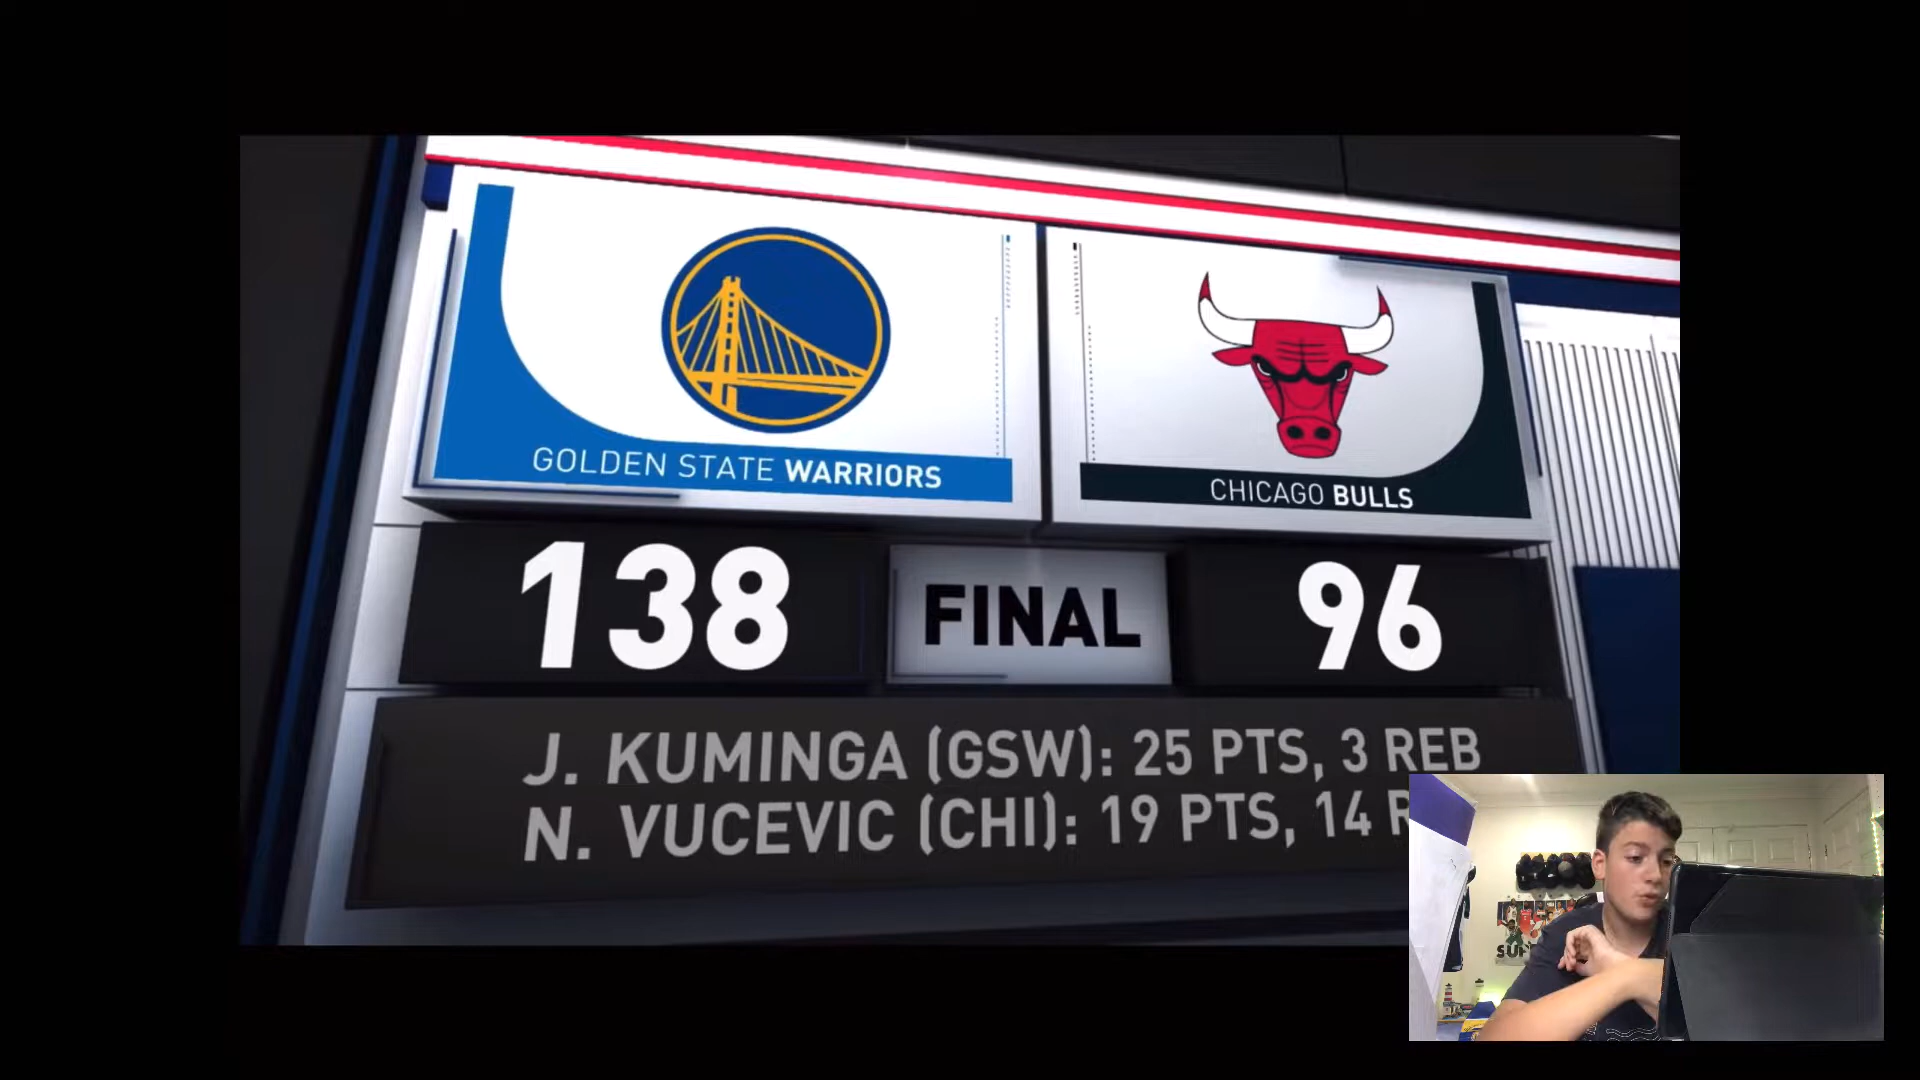 GOLDEN STATE WARRIORS
CHICAGO BULLS
138
FINAL
96
J. KUMINGA (GSW): 25 PTS, 3 REB
N. VUCEVIC (CHI): 19 PTS, 14